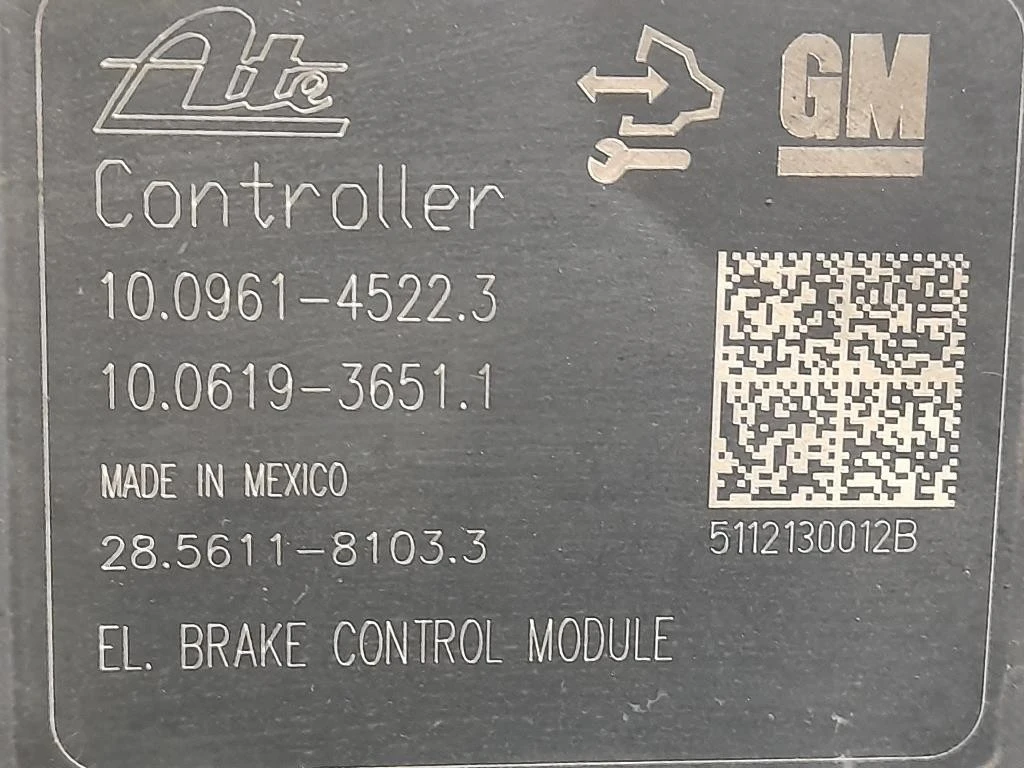 Ate
GM
Controller
10.0961-4522.3
10.0619-3651.1
MADE IN MEXICO
28.5611-8103.3
5112130012B
EL. BRAKE CONTROL MODULE